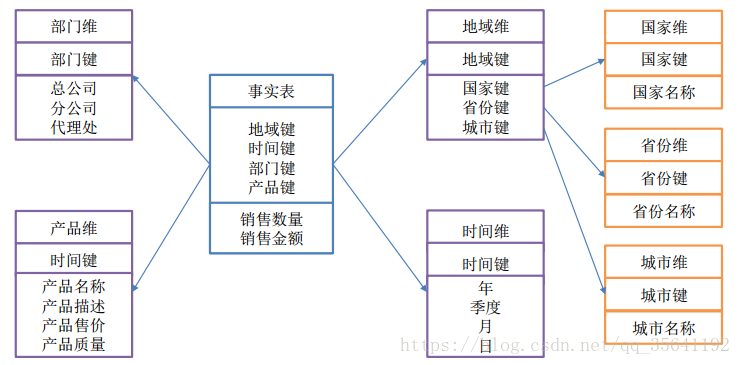 部门维
部门键
总公司
分公司
代理处
产品维
时间键
产品名称
产品描述
产品售价
产品质量
事实表
地域键
时间键
部门键
产品键
销售数量
销售金额
地域维
地域键
国家键
省份键
城市键
时间维
时间键
年
季度
月
日
国家维
国家键
国家名称
省份维
省份键
省份名称
城市维
城市键
城市名称
https://blog.csdn.net/qq_35641192